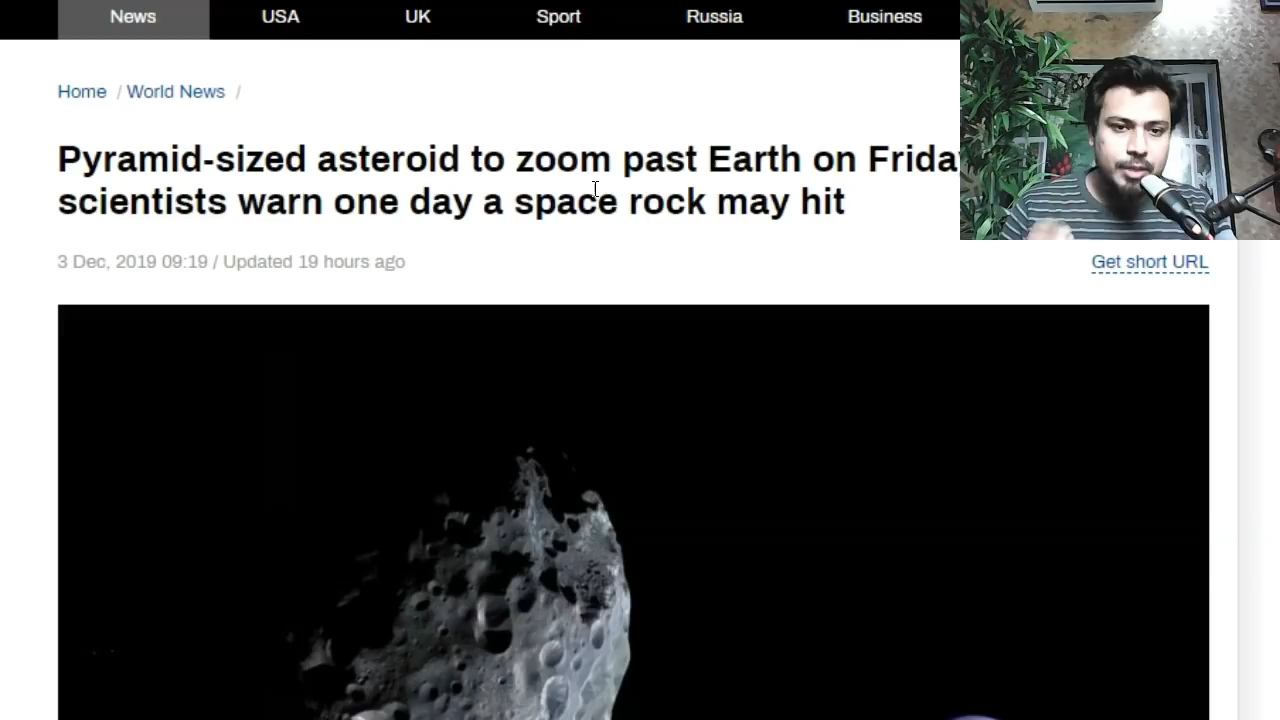 News USA UK Sport Russia Business
Home / World News /
Pyramid-sized asteroid to zoom past Earth on
scientists warn one day a space rock may hit
3 Dec, 2019 09:19 / Updated 19 hours ago
Get short URL